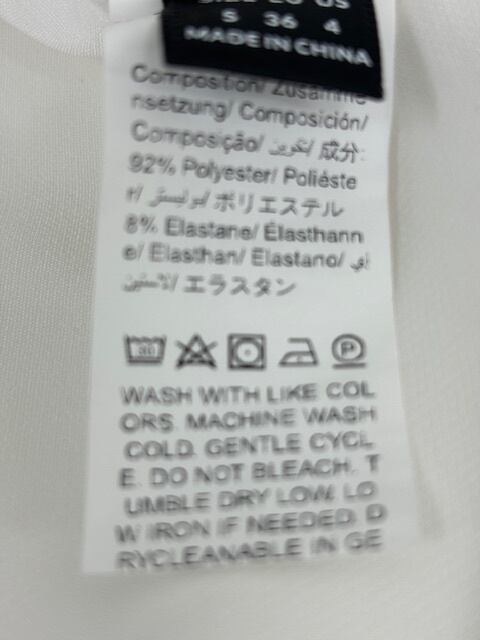 S 36 4
MADE IN CHINA
Composition/ Zusamme
nsetzung/ Composición/
Composição/ تكوين/ 成分:
92% Polyester/ Poliéste
r/ بوليستر/ ポリエステル
8% Elastane/ Élasthann
e/ Elasthan/ Elastano/
エラスタン
30
P
WASH WITH LIKE COL
ORS. MACHINE WASH
COLD. GENTLE CYCL
E. DO NOT BLEACH. T
UMBLE DRY LOW. LO
W IRON IF NEEDED. D
RYCLEANABLE IN GE